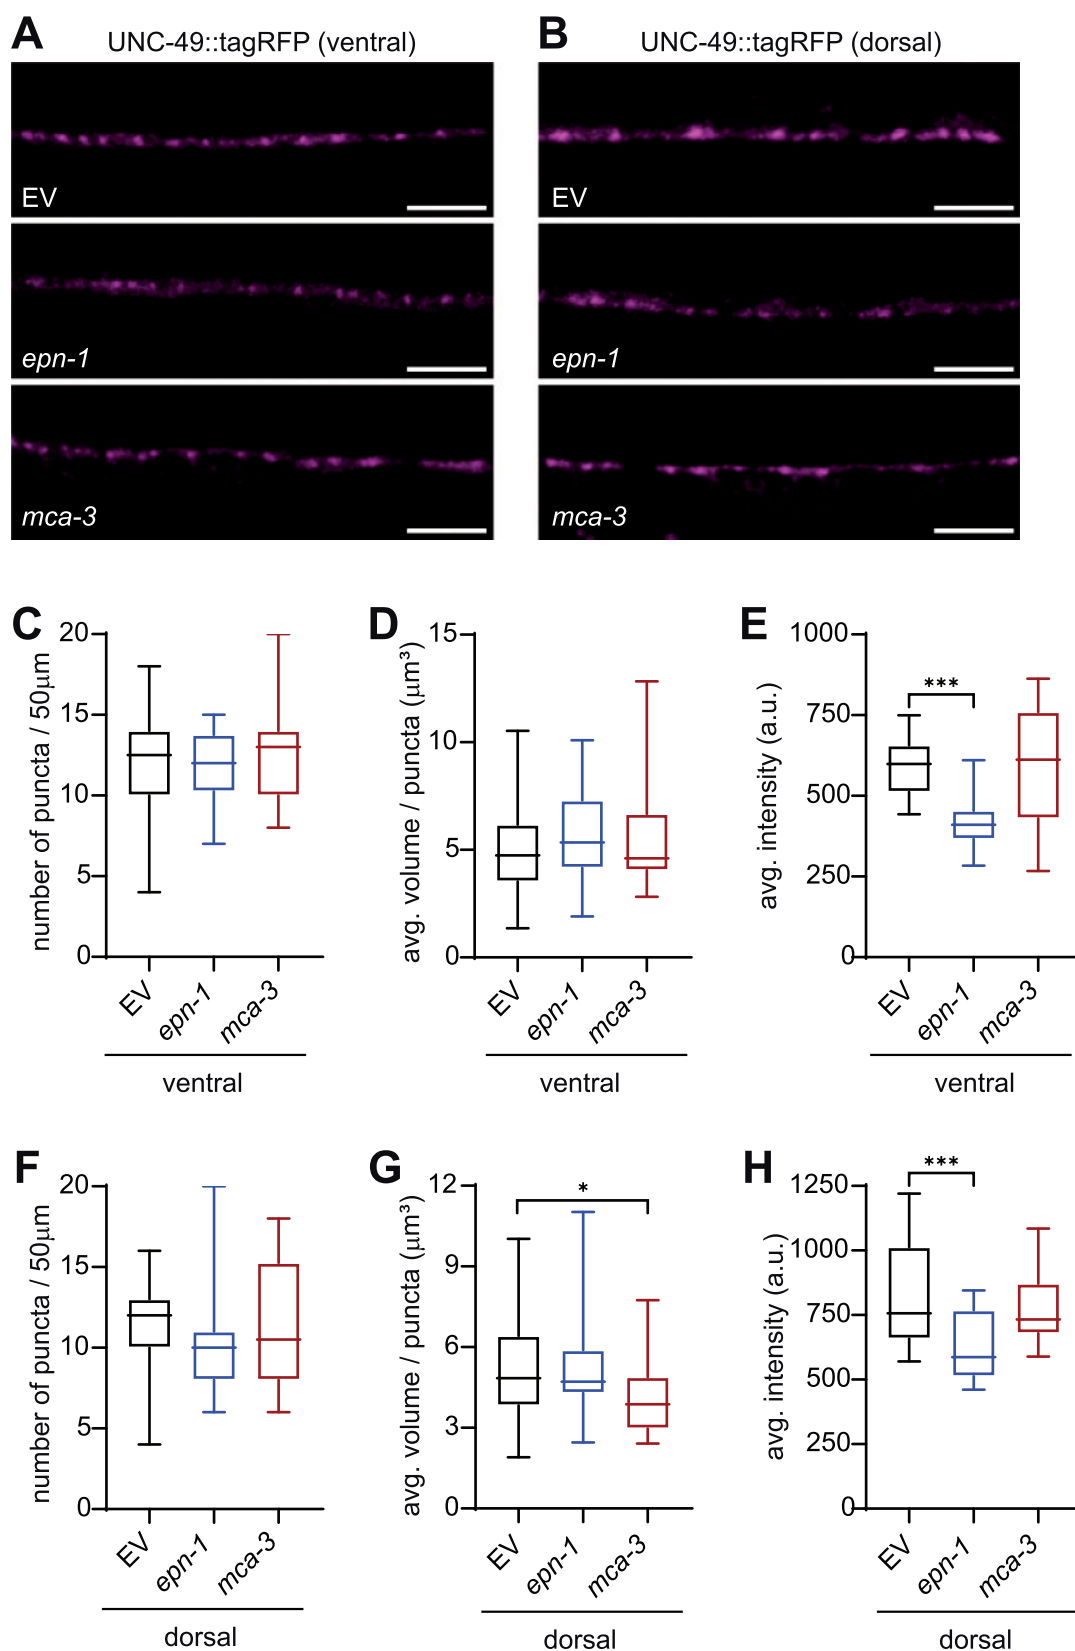 A
UNC-49::tagRFP (ventral)
EV
epn-1
mca-3
B
UNC-49::tagRFP (dorsal)
EV
epn-1
mca-3
C
number of puncta / 50μm
20
15
10
5
0
EV
epn-1
mca-3
ventral
D
avg. volume / puncta (μm³)
15
10
5
0
EV
epn-1
mca-3
ventral
E
avg. intensity (a.u.)
1000
750
500
250
0
***
EV
epn-1
mca-3
ventral
F
number of puncta / 50μm
20
15
10
5
0
EV
epn-1
mca-3
dorsal
G
avg. volume / puncta (μm³)
12
9
6
3
0
*
EV
epn-1
mca-3
dorsal
H
avg. intensity (a.u.)
1250
1000
750
500
250
0
***
EV
epn-1
mca-3
dorsal